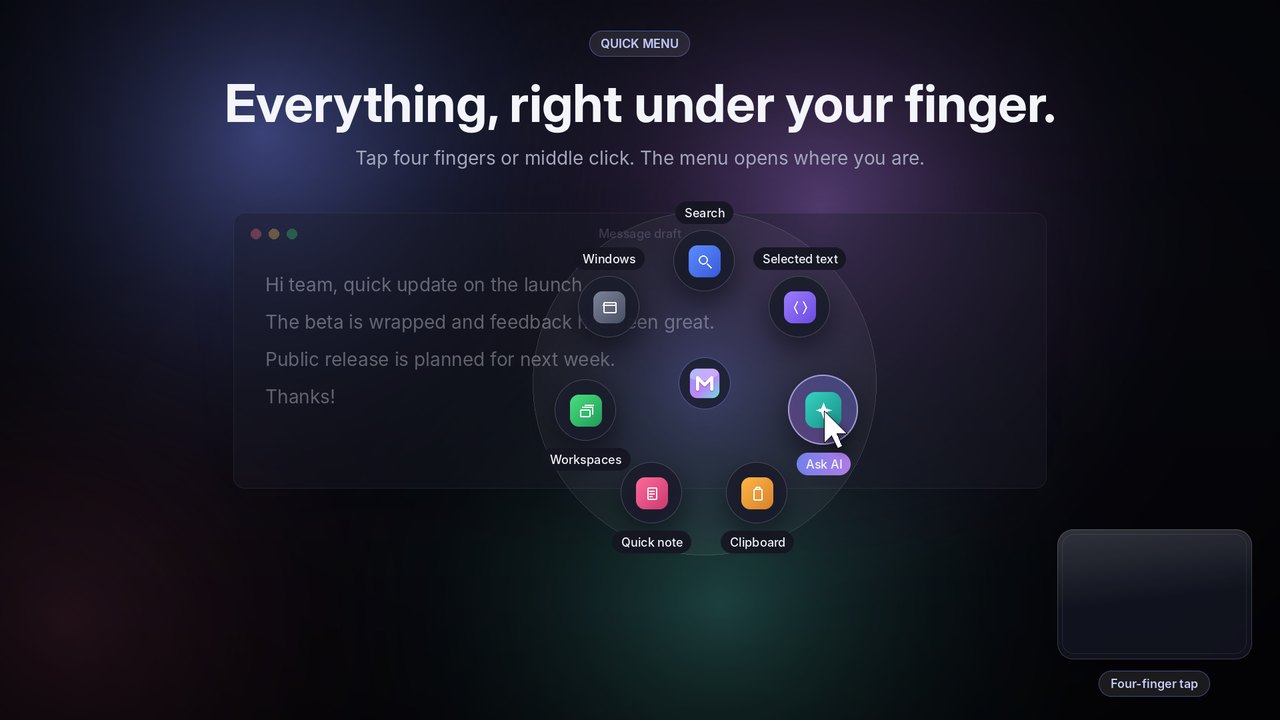 QUICK MENU
Everything, right under your finger.
Tap four fingers or middle click. The menu opens where you are.
Search
Message draft
Windows
Selected text
Hi team, quick update on the launch
The beta is wrapped and feedback en great.
Public release is planned for next week.
Thanks!
M
Ask AI
Workspaces
Quick note
Clipboard
Four-finger tap